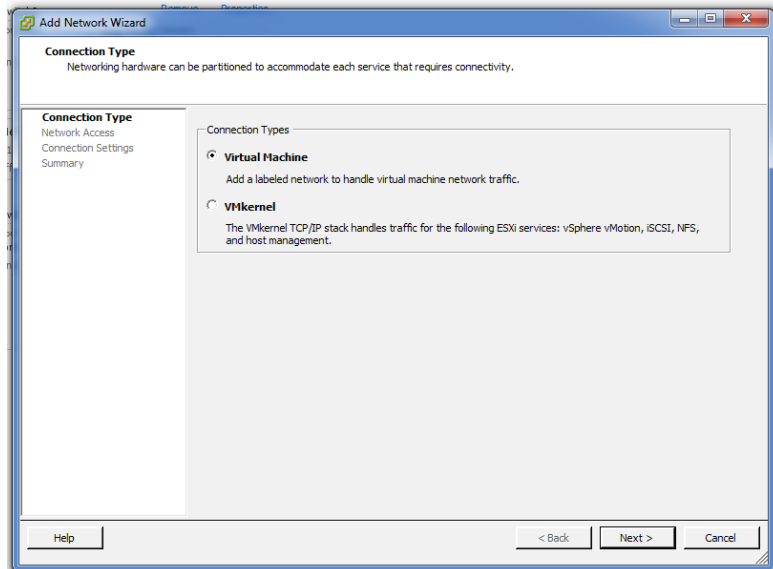 Remove Properties
Add Network Wizard
Connection Type
Networking hardware can be partitioned to accommodate each service that requires connectivity.
Connection Type
Network Access
Connection Settings
Summary
Connection Types
Virtual Machine
Add a labeled network to handle virtual machine network traffic.
VMkernel
The VMkernel TCP/IP stack handles traffic for the following ESXi services: vSphere vMotion, iSCSI, NFS,
and host management.
Help
< Back
Next >
Cancel